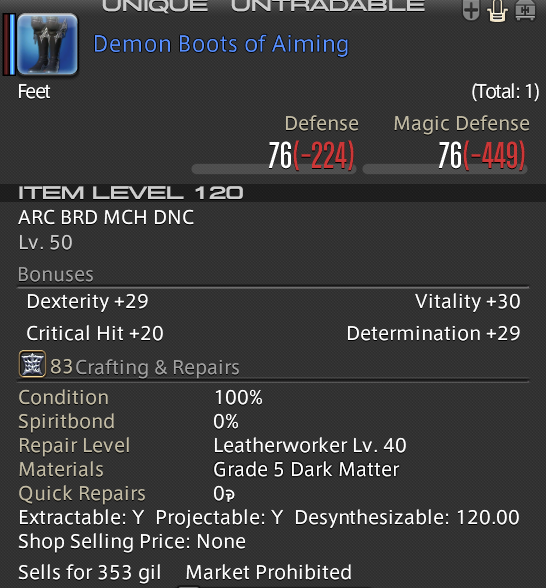 UNIQUE UNTRADABLE
Demon Boots of Aiming
Feet (Total: 1)
Defense Magic Defense
76(-224) 76(-449)
ITEM LEVEL 120
ARC BRD MCH DNC
Lv. 50
Bonuses
Dexterity +29 Vitality +30
Critical Hit +20 Determination +29
83 Crafting & Repairs
Condition 100%
Spiritbond 0%
Repair Level Leatherworker Lv. 40
Materials Grade 5 Dark Matter
Quick Repairs 0
Extractable: Y Projectable: Y Desynthesizable: 120.00
Shop Selling Price: None
Sells for 353 gil Market Prohibited